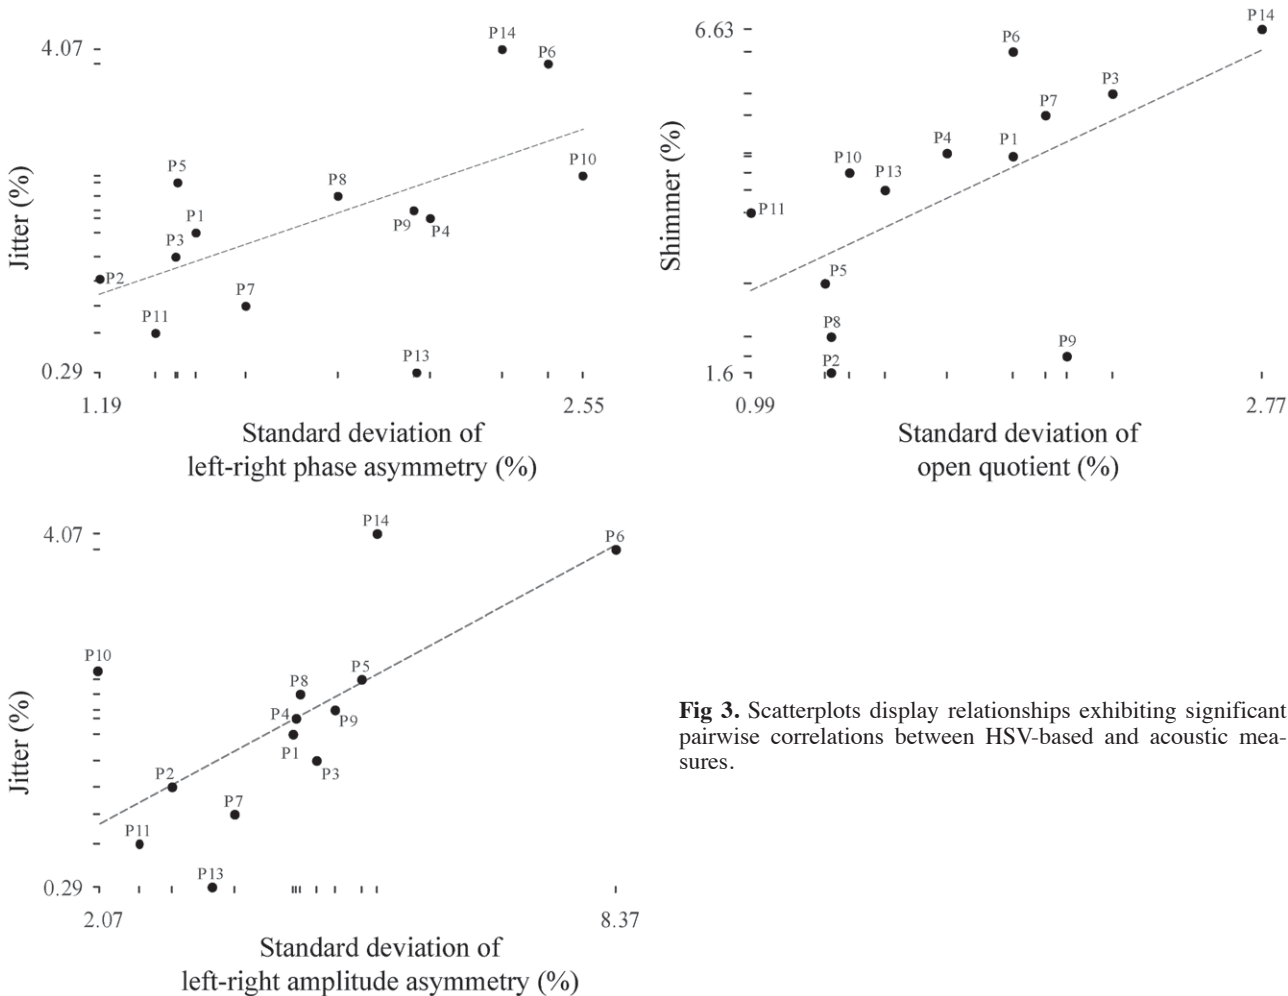 4.07
P14
P6
P5
P10
P8
P1
P9
P4
P3
P2
P7
P11
P13
0.29
1.19
2.55
Jitter (%)
Standard deviation of
left-right phase asymmetry (%)
6.63
P14
P6
P3
P7
P4
P1
P10
P13
P11
P5
P8
P9
P2
1.6
0.99
2.77
Shimmer (%)
Standard deviation of
open quotient (%)
4.07
P14
P6
P10
P5
P8
P4
P9
P1
P3
P2
P7
P11
P13
0.29
2.07
8.37
Jitter (%)
Standard deviation of
left-right amplitude asymmetry (%)
Fig 3. Scatterplots display relationships exhibiting significant
pairwise correlations between HSV-based and acoustic mea-
sures.